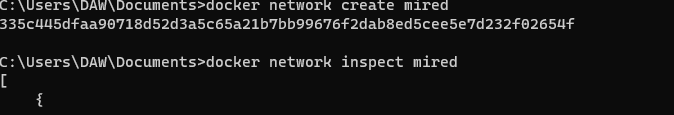 C:\Users\DAW\Documents>docker network create mired
335c445dfaa90718d52d3a5c65a21b7bb99676f2dab8ed5cee5e7d232f02654f
C:\Users\DAW\Documents>docker network inspect mired
[
    {